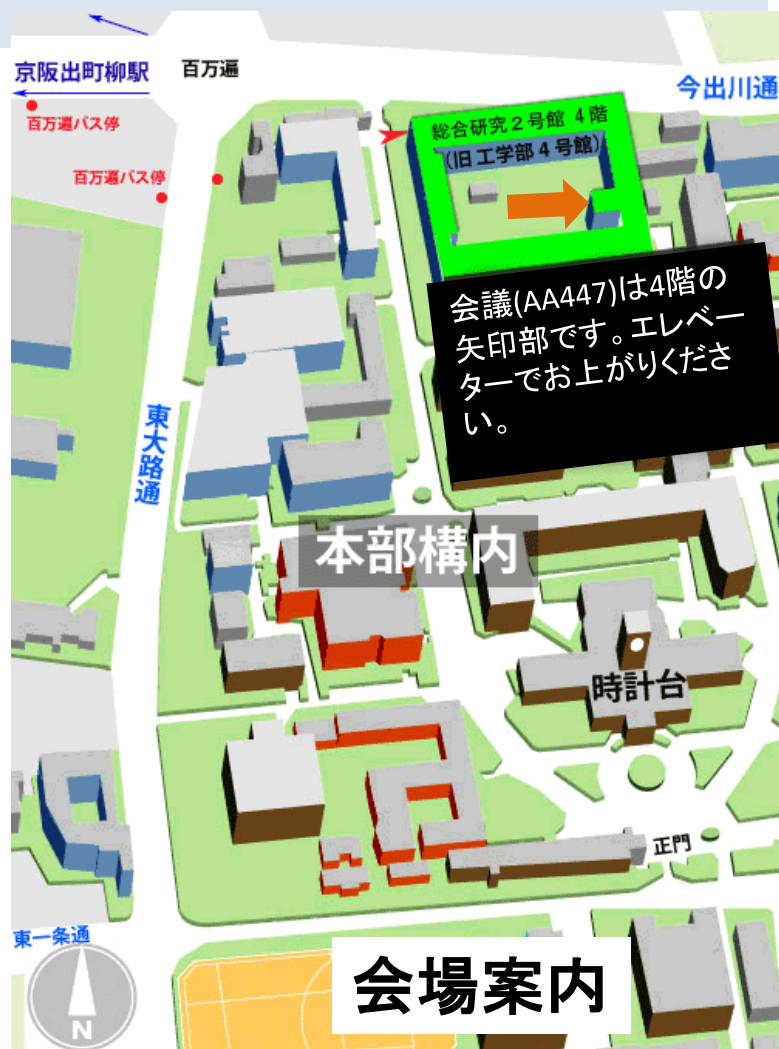 京阪出町柳駅
百万遍
今出川通
百万遍バス停
百万遍バス停
総合研究２号館 4 階
(旧 工学部 4 号館)
会議(AA447)は4階の
矢印部です。エレベー
ターでお上がりくださ
い。
東大路通
本部構内
時計台
正門
東一条通
N
会場案内